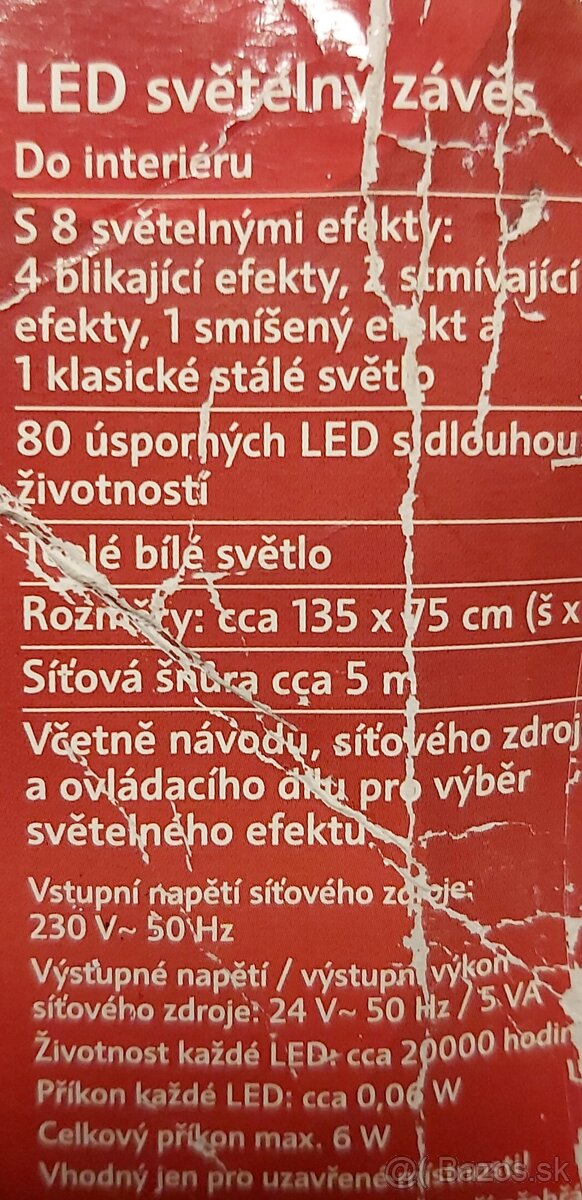 LED světelný závěs
Do interiéru
S 8 světelnými efekty:
4 blikající efekty, 2 stmívající
efekty, 1 smíšený efekt a
1 klasické stálé světlo
80 úsporných LED s dlouhou
životností
Teplé bílé světlo
Rozměry: cca 135 x 75 cm (š x
Síťová šňůra cca 5 m
Včetně návodu, síťového zdroj
a ovládacího dílu pro výběr
světelného efektu
Vstupní napětí síťového zdroje:
230 V~ 50 Hz
Výstupné napětí / výstupní výkon
síťového zdroje: 24 V~ 50 Hz / 5 VA
Životnost každé LED: cca 20000 hodin
Příkon každé LED: cca 0,06 W
Celkový příkon max. 6 W
Vhodný jen pro uzavřené
Bazos.sk